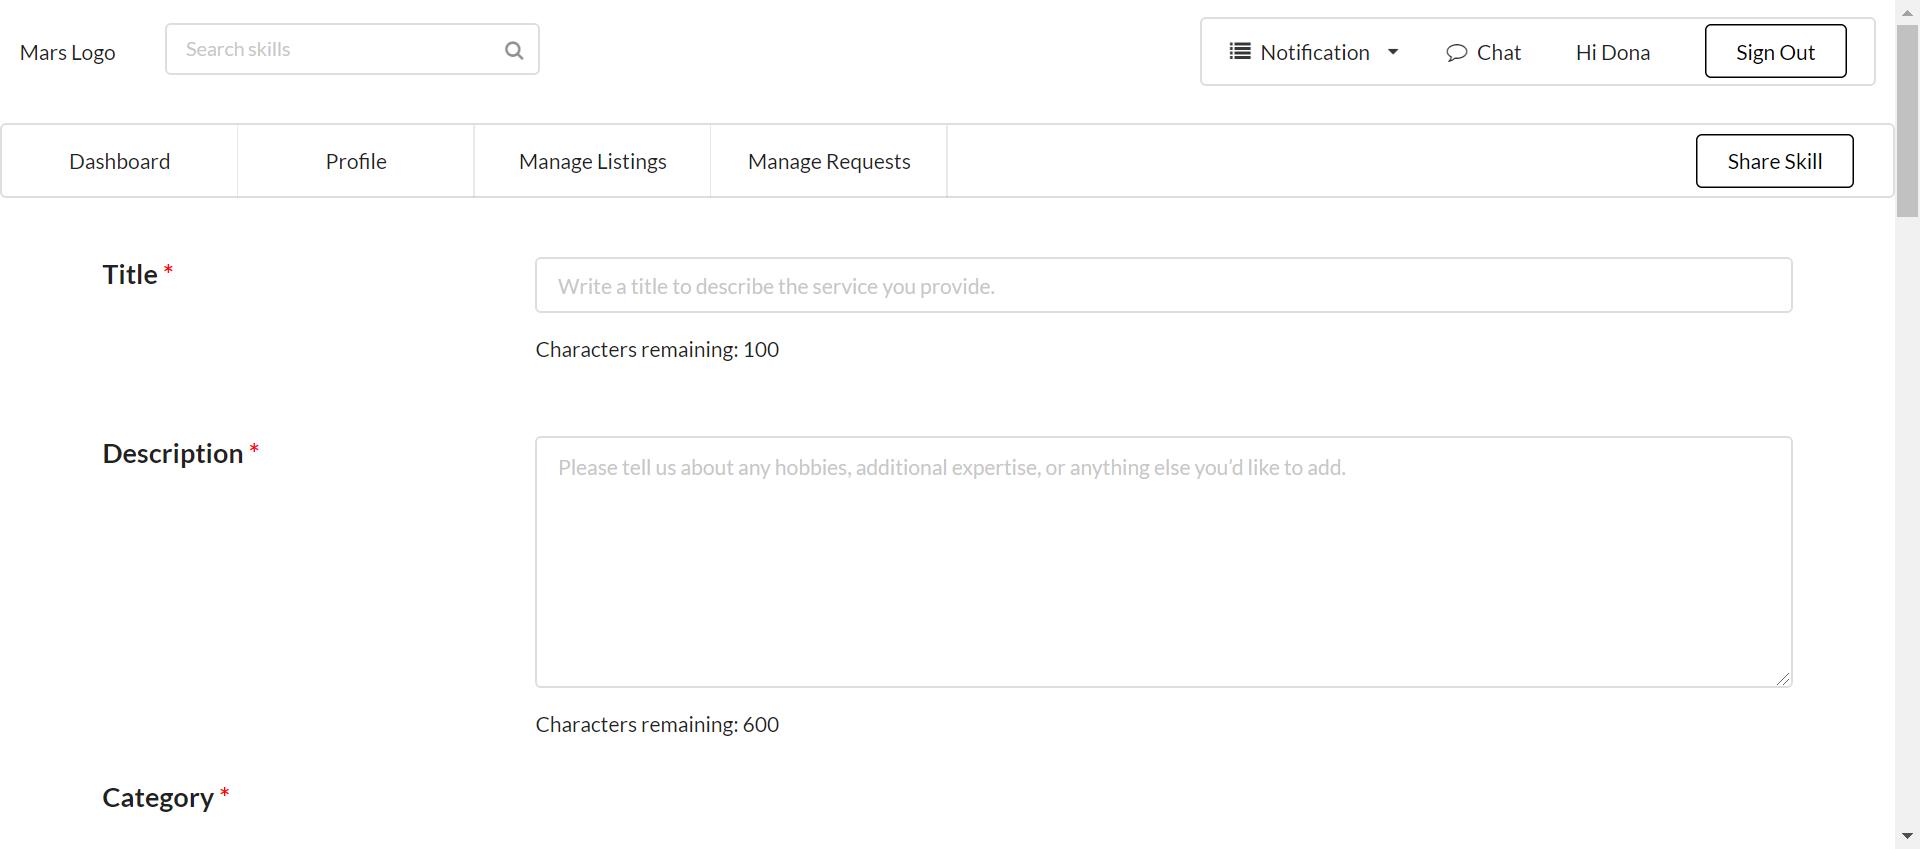 Mars Logo
Search skills
Notification
Chat
Hi Dona
Sign Out
Dashboard
Profile
Manage Listings
Manage Requests
Share Skill
Title *
Write a title to describe the service you provide.
Characters remaining: 100
Description *
Please tell us about any hobbies, additional expertise, or anything else you’d like to add.
Characters remaining: 600
Category *